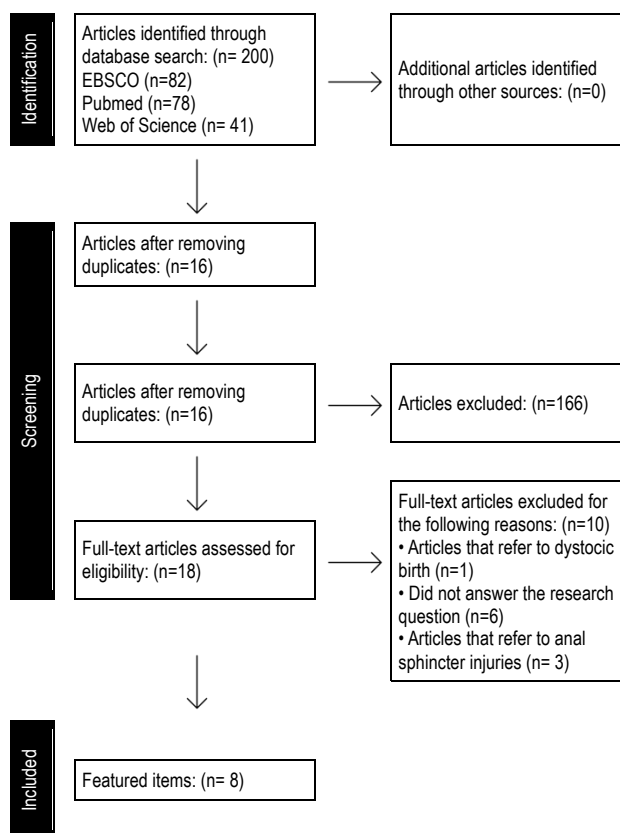 Identification
Articles identified through
database search: (n= 200)
EBSCO (n=82)
Pubmed (n=78)
Web of Science (n= 41)
Additional articles identified
through other sources: (n=0)
Screening
Articles after removing
duplicates: (n=16)
Articles after removing
duplicates: (n=16)
Articles excluded: (n=166)
Full-text articles assessed for
eligibility: (n=18)
Full-text articles excluded for
the following reasons: (n=10)
• Articles that refer to dystocic
birth (n=1)
• Did not answer the research
question (n=6)
• Articles that refer to anal
sphincter injuries (n= 3)
Included
Featured items: (n= 8)